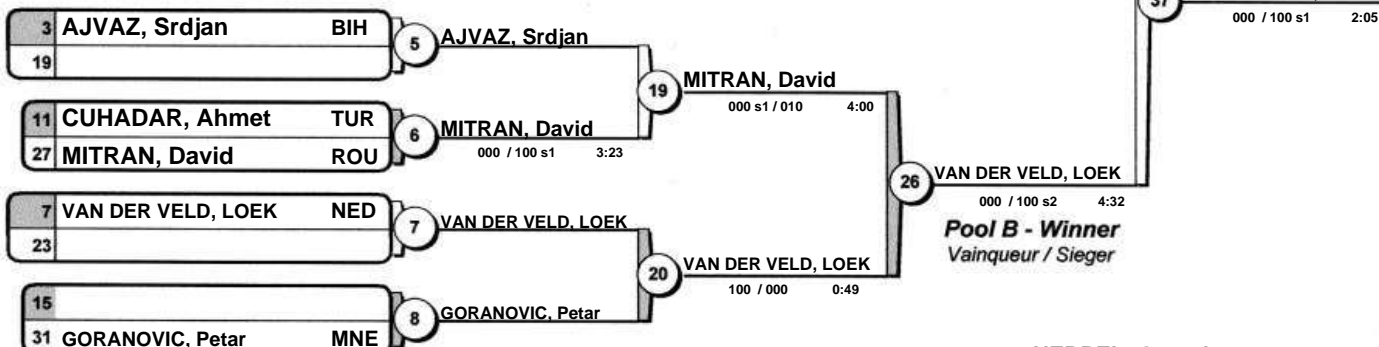 37
000 / 100 s1 2:05
3 AJVAZ, Srdjan BIH
19
5 AJVAZ, Srdjan
19 MITRAN, David
000 s1 / 010 4:00
11 CUHADAR, Ahmet TUR
27 MITRAN, David ROU
6 MITRAN, David
000 / 100 s1 3:23
26 VAN DER VELD, LOEK
000 / 100 s2 4:32
Pool B - Winner
Vainqueur / Sieger
7 VAN DER VELD, LOEK NED
23
7 VAN DER VELD, LOEK
20 VAN DER VELD, LOEK
100 / 000 0:49
15
31 GORANOVIC, Petar MNE
8 GORANOVIC, Petar